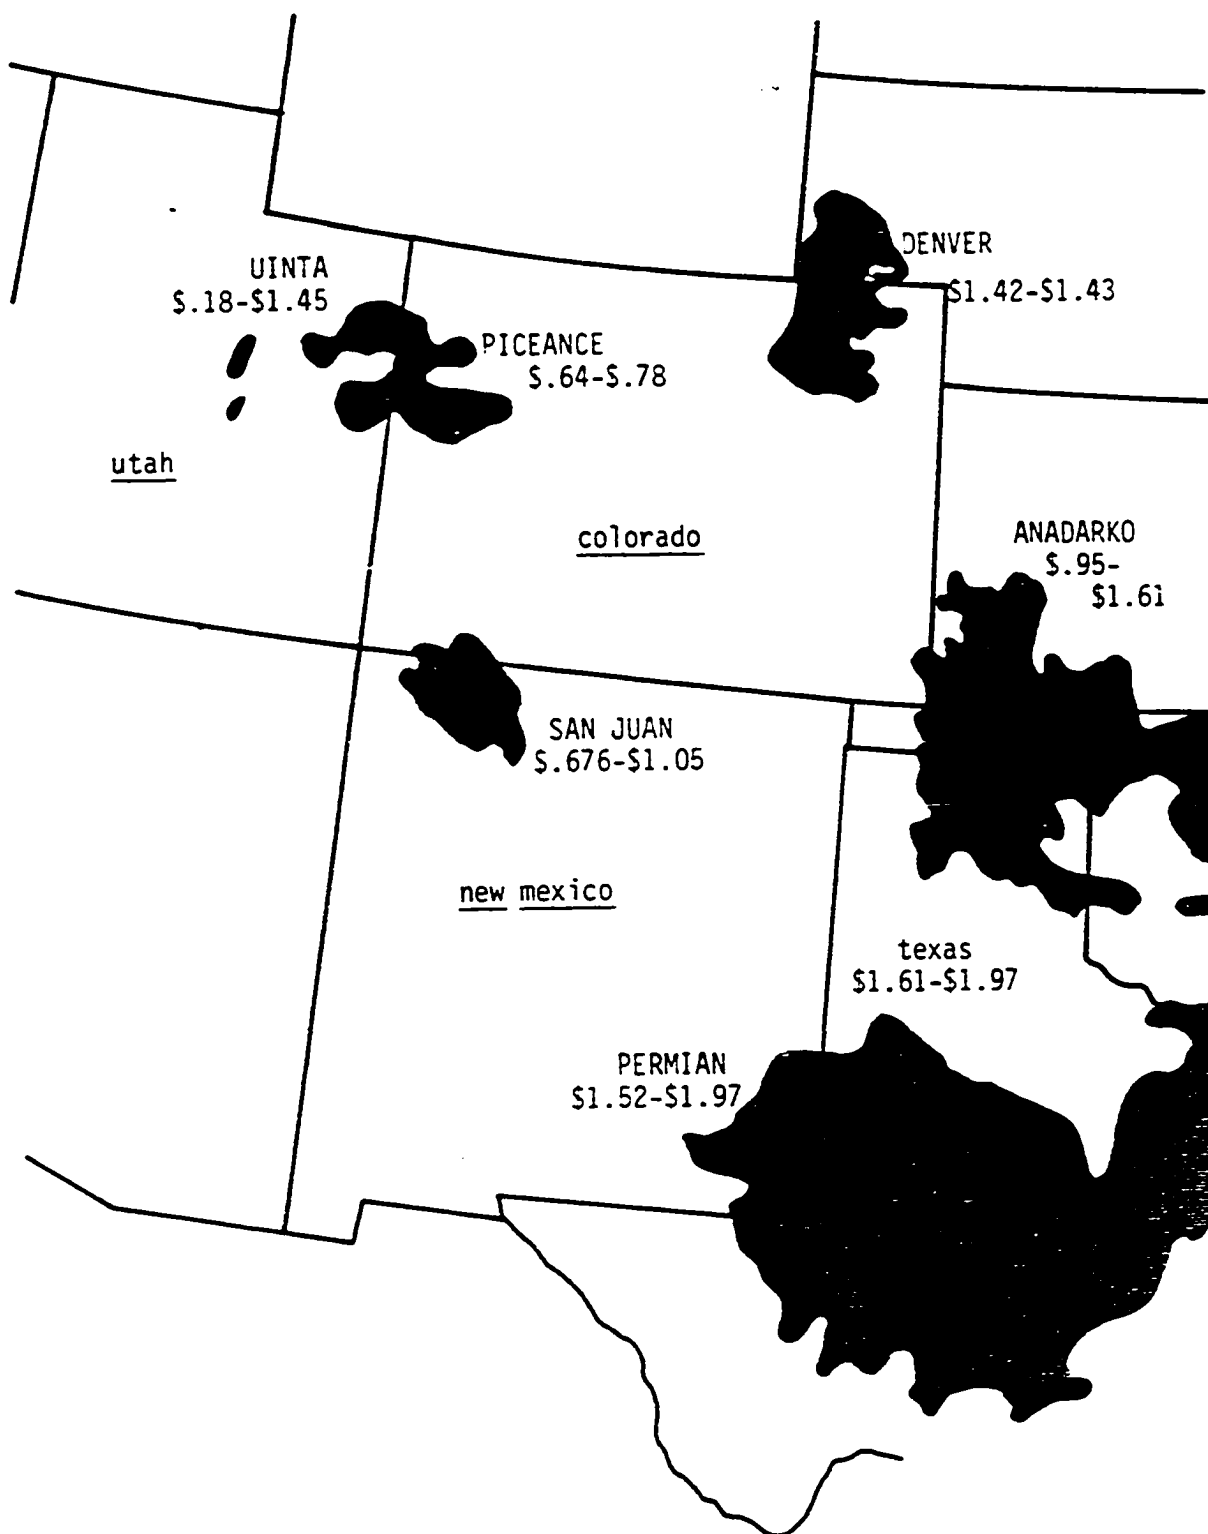 DENVER
$1.42-$1.43
UINTA
$.18-$1.45
PICEANCE
$.64-$.78
utah
colorado
ANADARKO
$.95-
$1.61
SAN JUAN
$.676-$1.05
new mexico
texas
$1.61-$1.97
PERMIAN
$1.52-$1.97